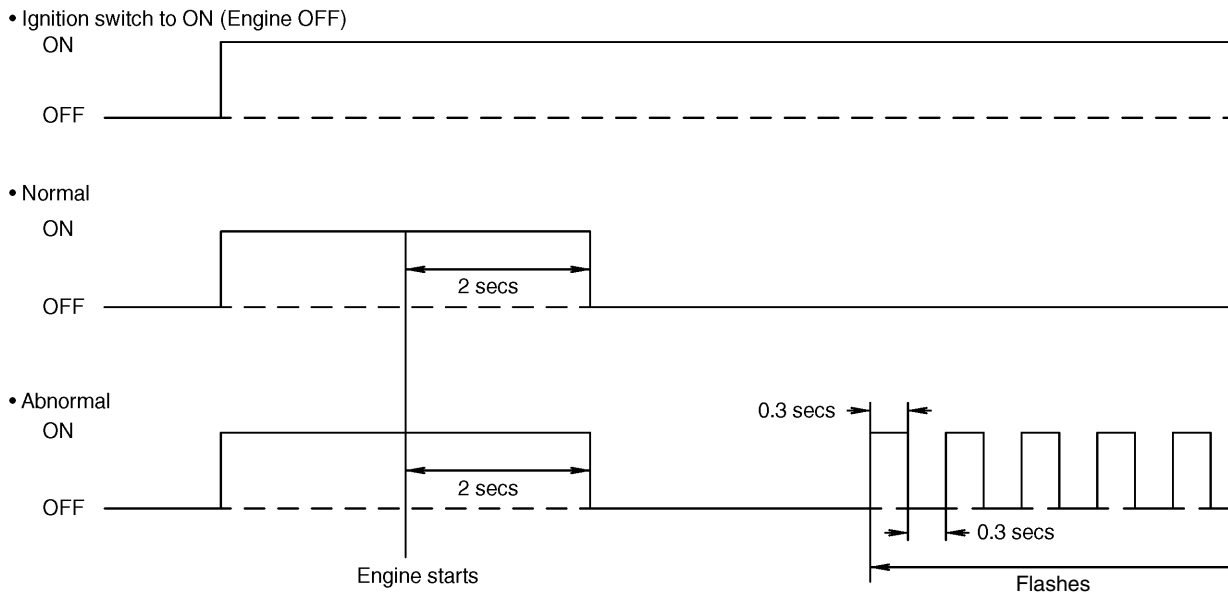 • Ignition switch to ON (Engine OFF)
ON
OFF
• Normal
ON
2 secs
OFF
• Abnormal
0.3 secs
ON
2 secs
OFF
0.3 secs
Engine starts
Flashes